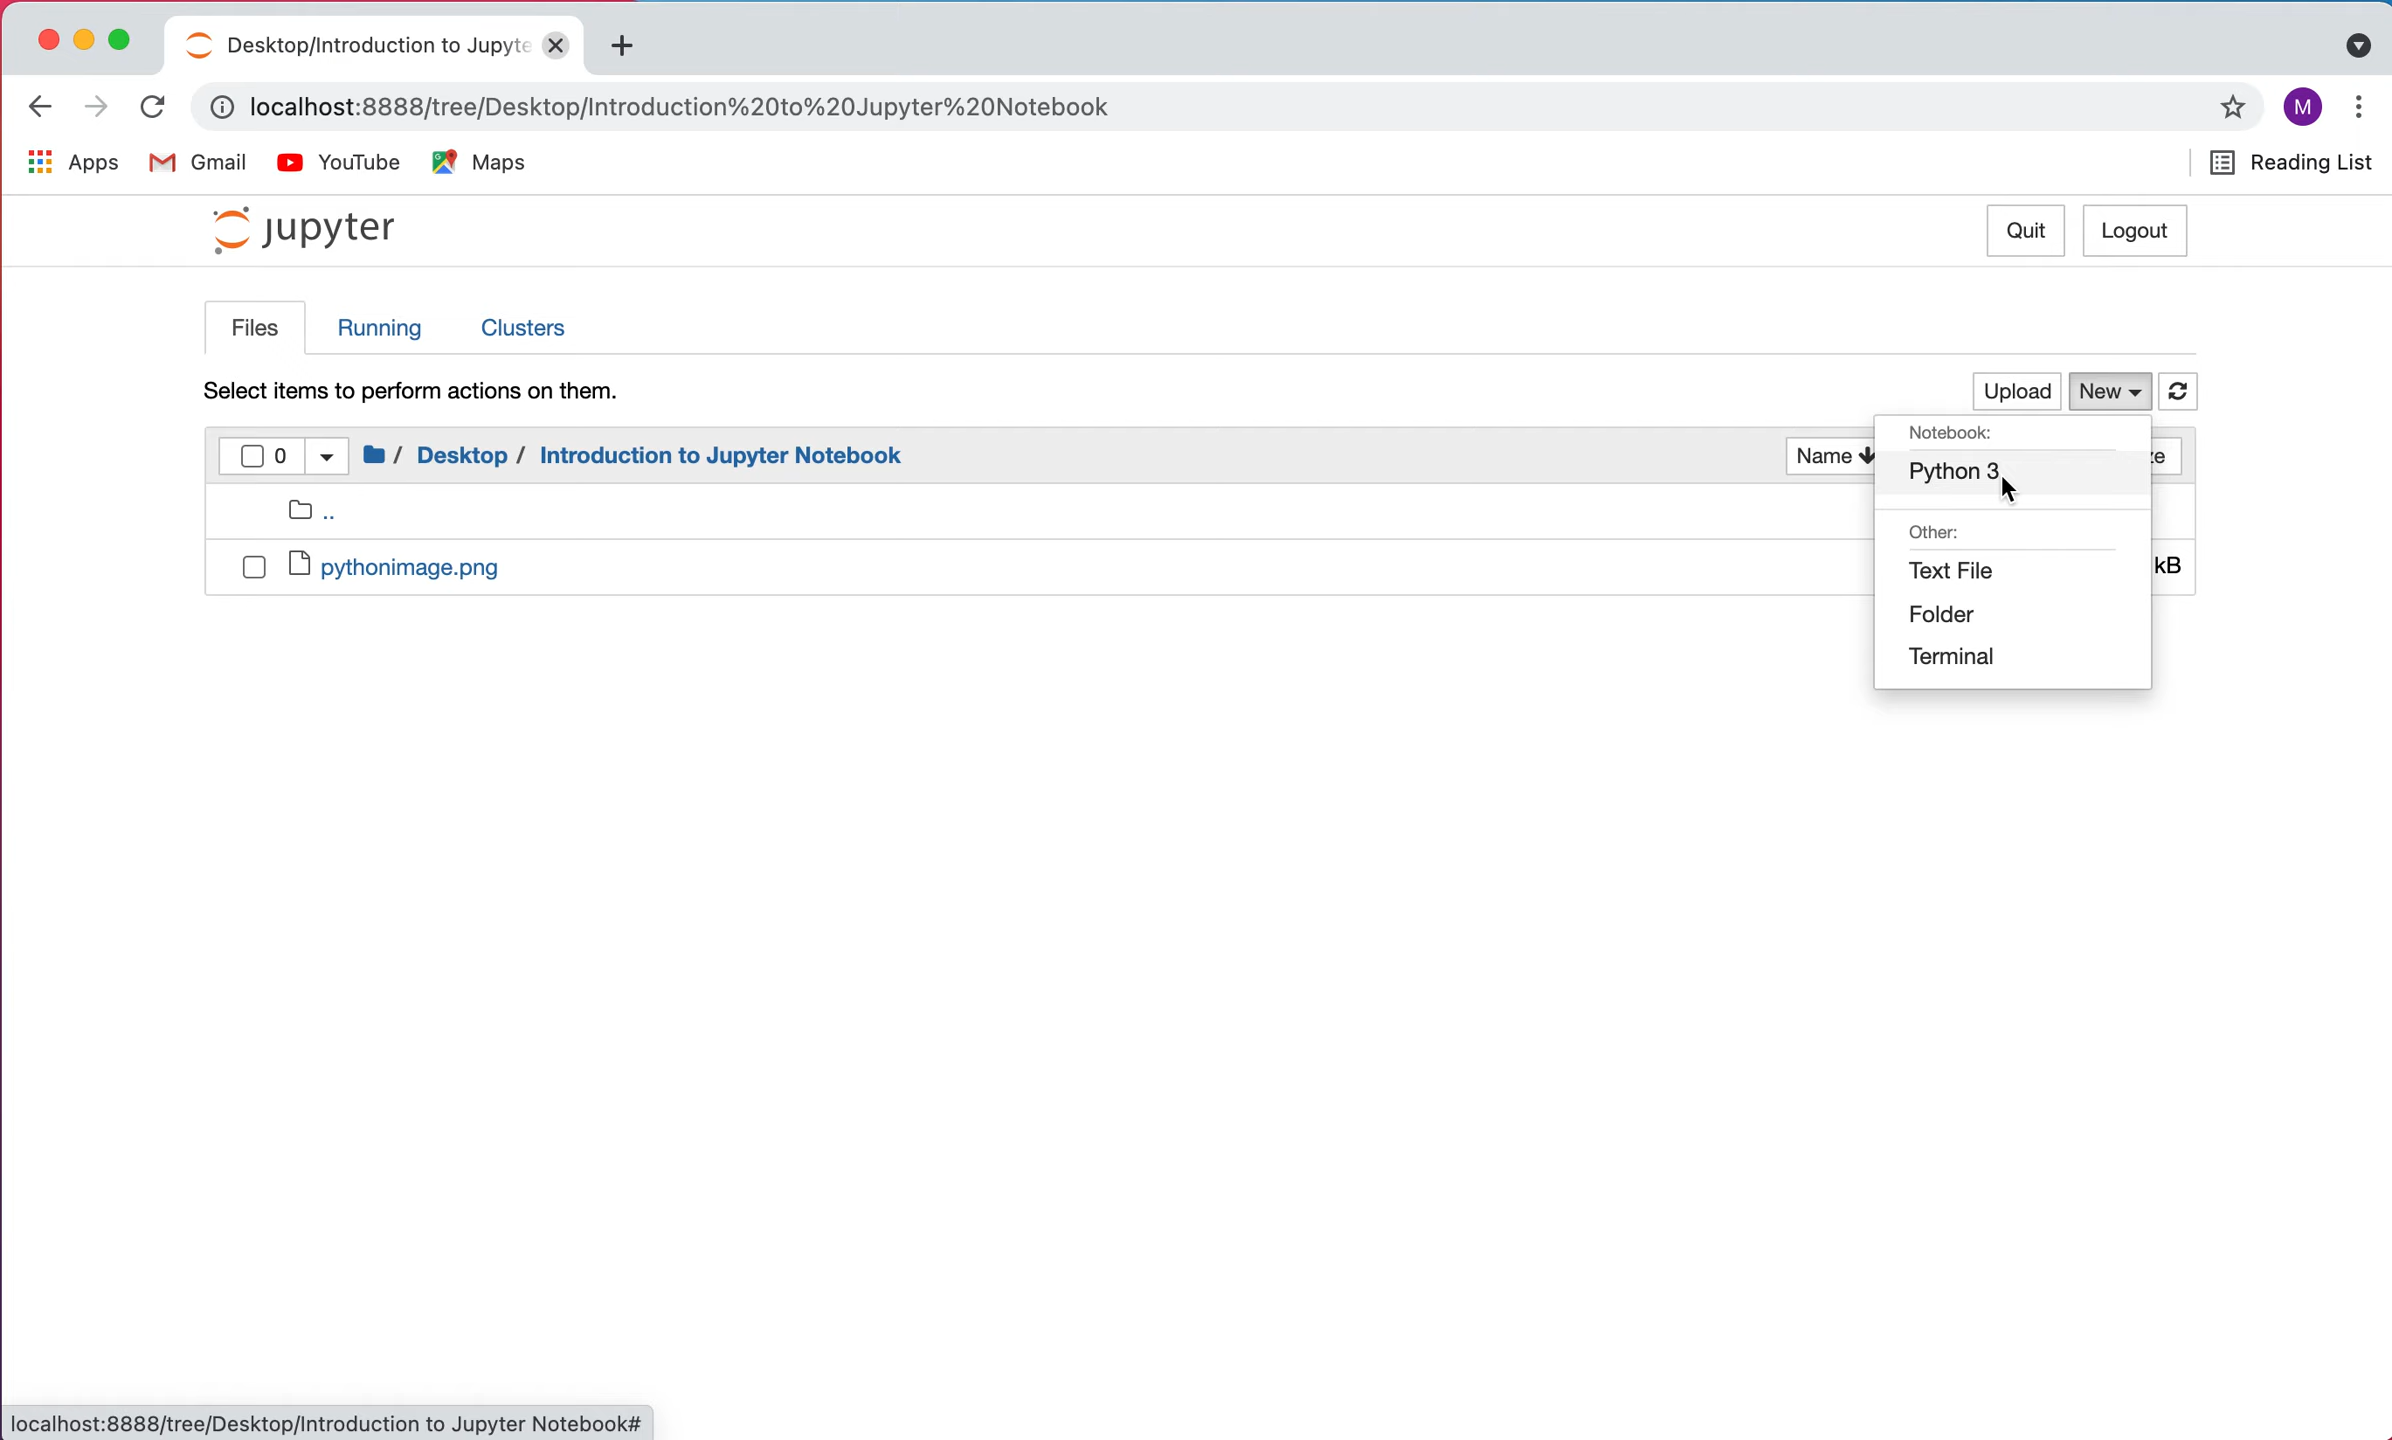 Desktop/Introduction to Jupyte
localhost:8888/tree/Desktop/Introduction%20to%20Jupyter%20Notebook
M
Apps Gmail YouTube Maps Reading List
jupyter Quit Logout
Files Running Clusters
Select items to perform actions on them. Upload New
0 / Desktop / Introduction to Jupyter Notebook Name ze
..
pythonimage.png kB
Notebook:
Python 3
Other:
Text File
Folder
Terminal
localhost:8888/tree/Desktop/Introduction to Jupyter Notebook#